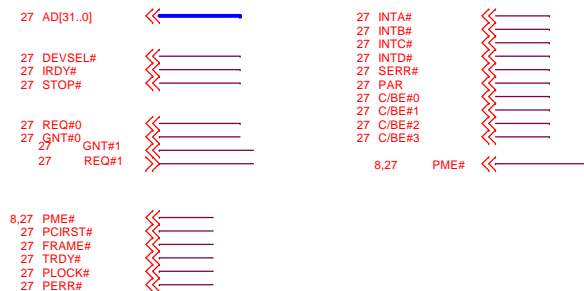 27 AD[31..0]
27 DEVSEL#
27 IRDY#
27 STOP#
27 REQ#0
27 GNT#0
27 GNT#1
27 REQ#1
8,27 PME#
27 PCIRST#
27 FRAME#
27 TRDY#
27 PLOCK#
27 PERR#
27 INTA#
27 INTB#
27 INTC#
27 INTD#
27 SERR#
27 PAR
27 C/BE#0
27 C/BE#1
27 C/BE#2
27 C/BE#3
8,27 PME#